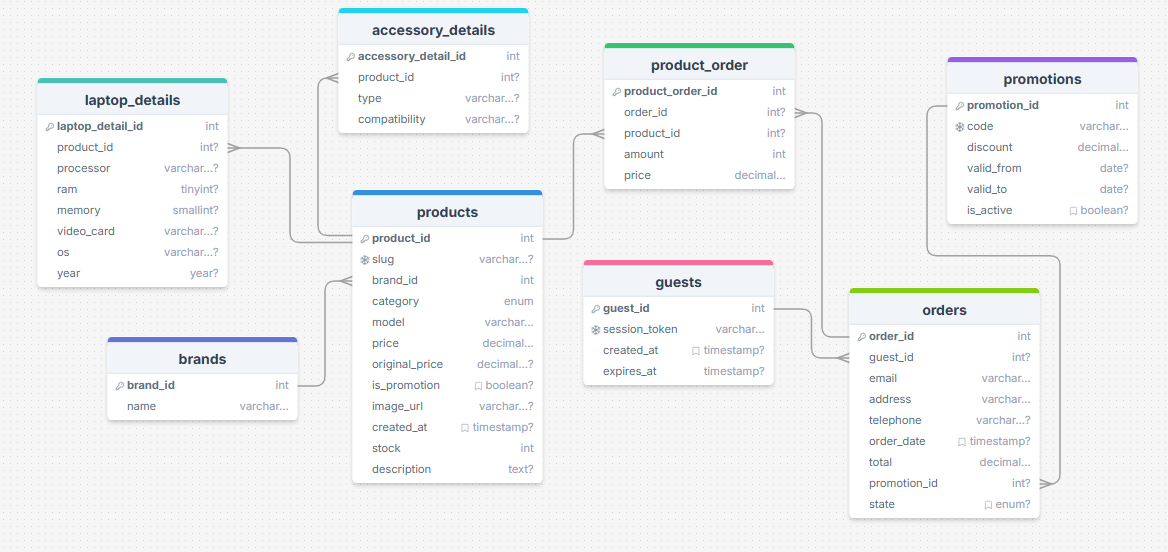 accessory_details
accessory_detail_id int
product_id int?
type varchar...?
compatibility varchar...?
product_order
product_order_id int
order_id int?
product_id int?
amount int
price decimal...
promotions
promotion_id int
code varchar...
discount decimal...
valid_from date?
valid_to date?
is_active boolean?
laptop_details
laptop_detail_id int
product_id int?
processor varchar...?
ram tinyint?
memory smallint?
video_card varchar...?
os varchar...?
year year?
products
product_id int
slug varchar...?
brand_id int
category enum
model varchar...
price decimal...
original_price decimal...?
is_promotion boolean?
image_url varchar...?
created_at timestamp?
stock int
description text?
guests
guest_id int
session_token varchar...
created_at timestamp?
expires_at timestamp?
orders
order_id int
guest_id int?
email varchar...
address varchar...
telephone varchar...?
order_date timestamp?
total decimal...
promotion_id int?
state enum?
brands
brand_id int
name varchar...